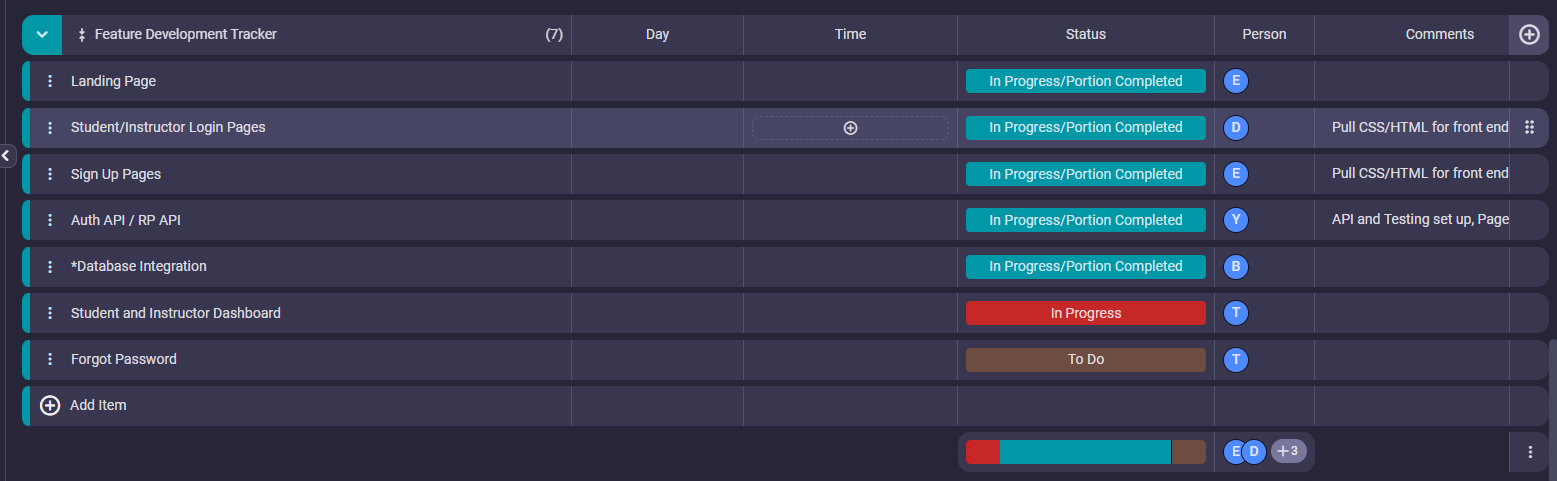 Feature Development Tracker (7) Day Time Status Person Comments
Landing Page In Progress/Portion Completed E
Student/Instructor Login Pages In Progress/Portion Completed D Pull CSS/HTML for front end
Sign Up Pages In Progress/Portion Completed E Pull CSS/HTML for front end
Auth API / RP API In Progress/Portion Completed Y API and Testing set up, Page
*Database Integration In Progress/Portion Completed B
Student and Instructor Dashboard In Progress T
Forgot Password To Do T
Add Item
E D +3